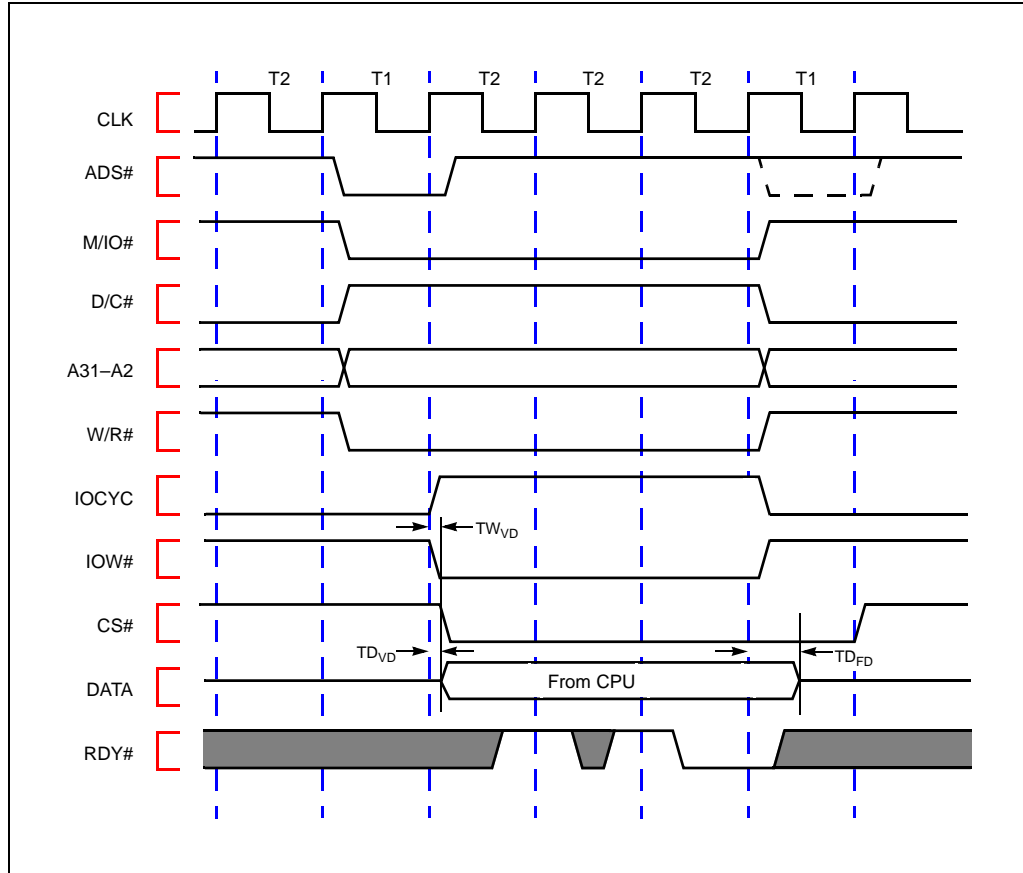 T2 T1 T2 T2 T2 T1
CLK
ADS#
M/IO#
D/C#
A31–A2
W/R#
IOCYC
TWVD
IOW#
CS#
TDVD
TDFD
From CPU
DATA
RDY#